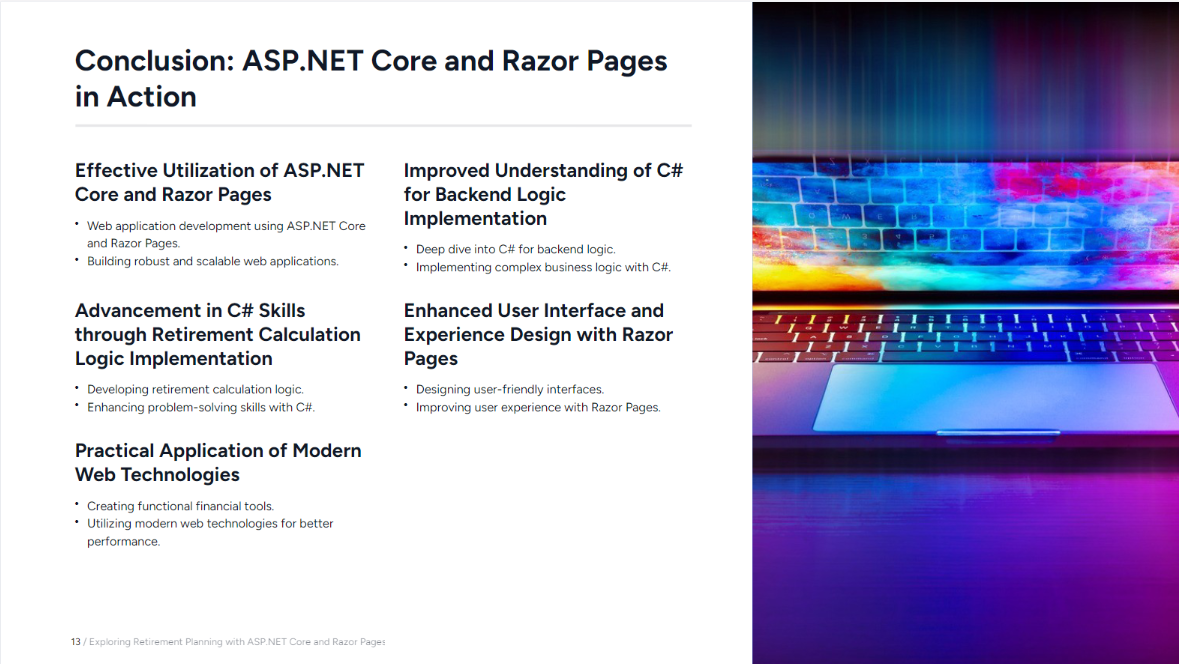 Conclusion: ASP.NET Core and Razor Pages
in Action
Effective Utilization of ASP.NET
Core and Razor Pages
• Web application development using ASP.NET Core
and Razor Pages.
• Building robust and scalable web applications.
Improved Understanding of C#
for Backend Logic
Implementation
• Deep dive into C# for backend logic.
• Implementing complex business logic with C#.
Advancement in C# Skills
through Retirement Calculation
Logic Implementation
• Developing retirement calculation logic.
• Enhancing problem-solving skills with C#.
Enhanced User Interface and
Experience Design with Razor
Pages
• Designing user-friendly interfaces.
• Improving user experience with Razor Pages.
Practical Application of Modern
Web Technologies
• Creating functional financial tools.
• Utilizing modern web technologies for better
performance.
13 / Exploring Retirement Planning with ASP.NET Core and Razor Pages